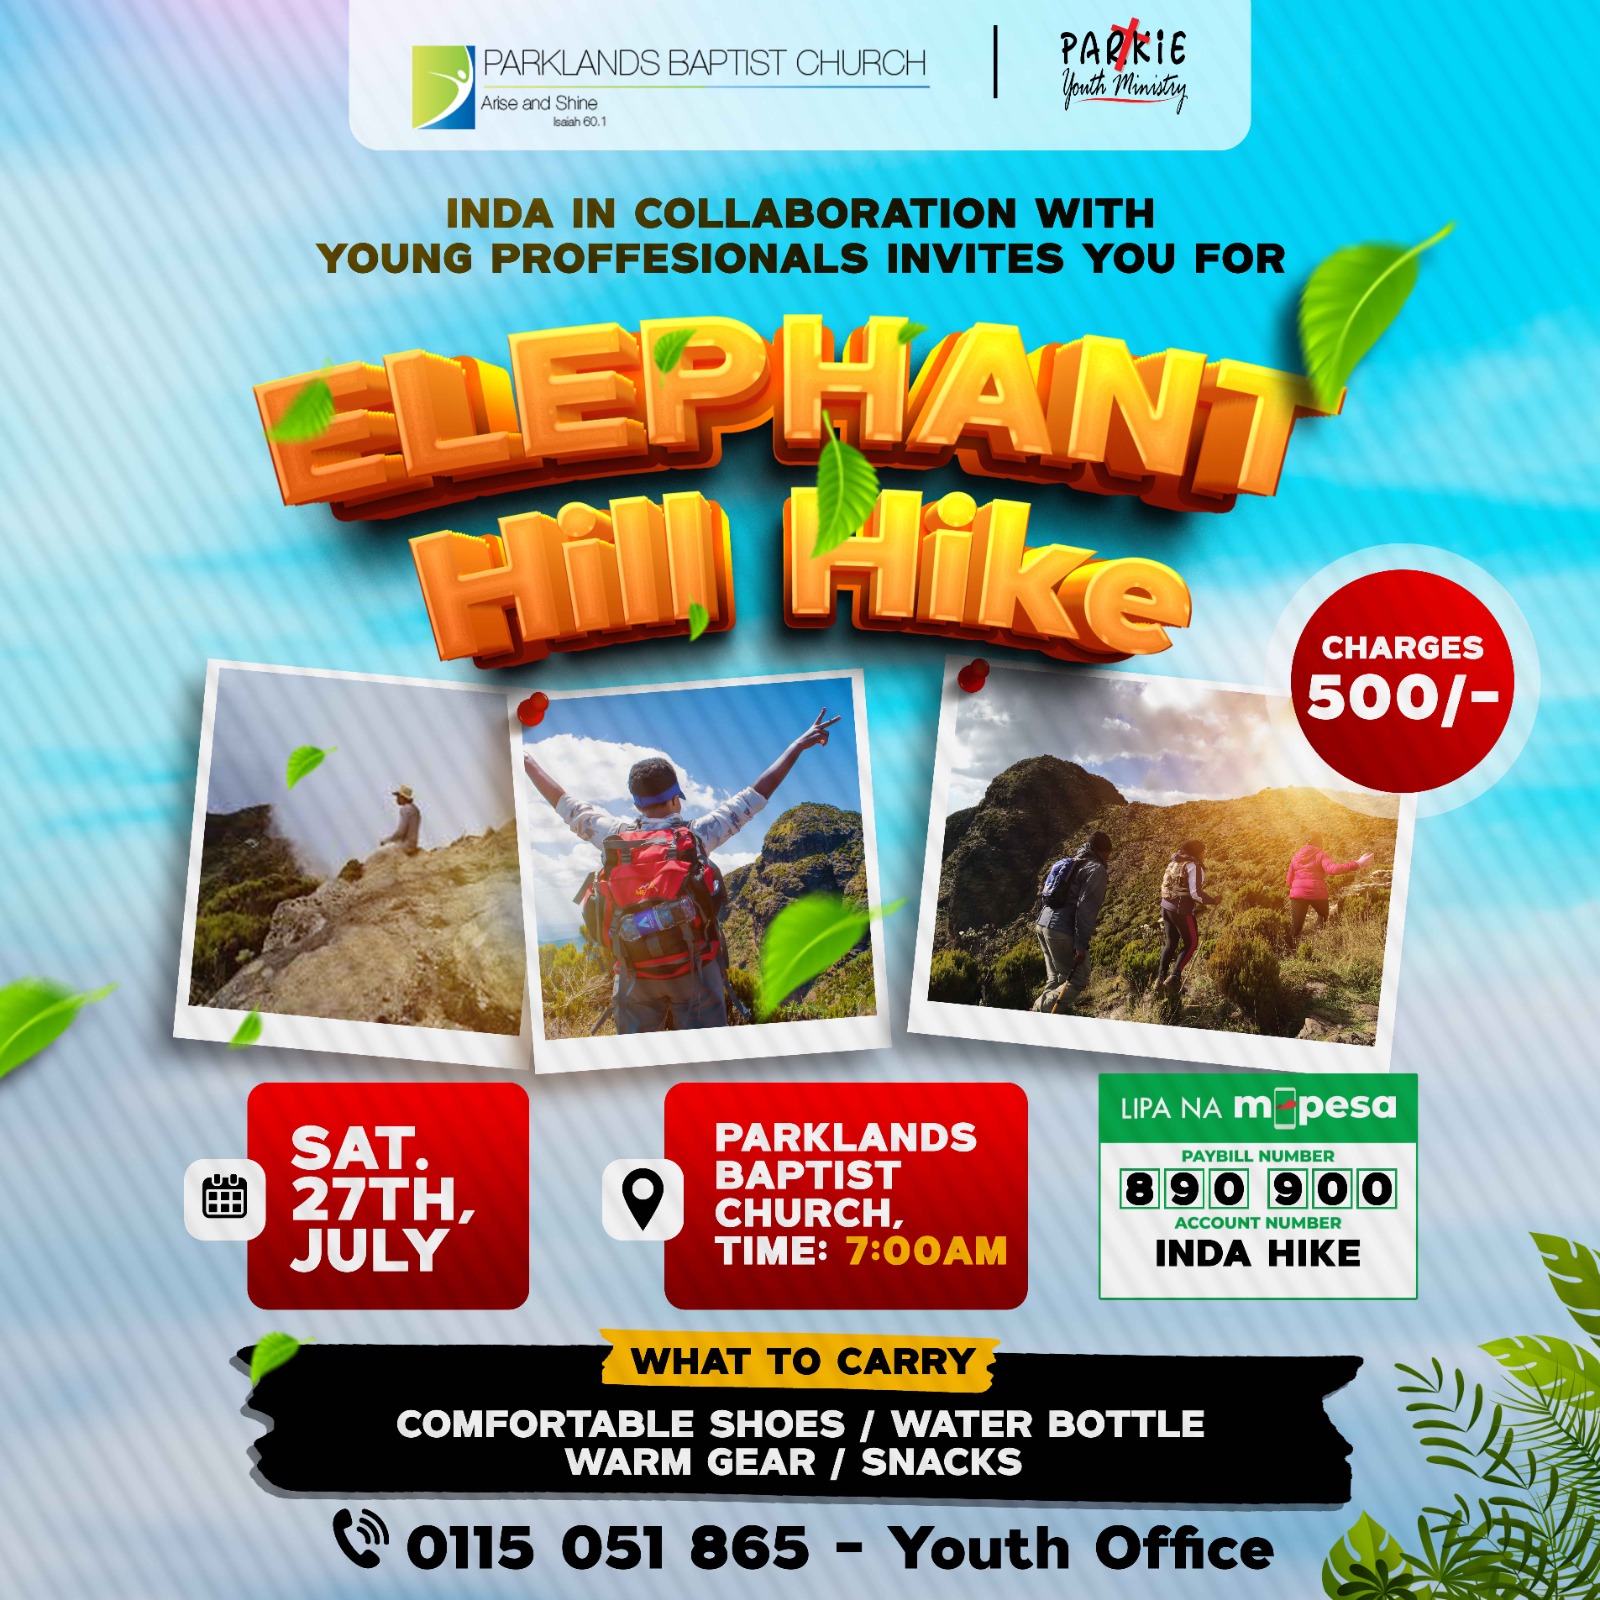 PARKLANDS BAPTIST CHURCH
Arise and Shine
Isaiah 60.1
PARKIE
Youth Ministry
INDA IN COLLABORATION WITH
YOUNG PROFFESIONALS INVITES YOU FOR
ELEPHANT
Hill Hike
CHARGES
500/-
SAT.
27TH,
JULY
PARKLANDS
BAPTIST
CHURCH,
TIME: 7:00AM
LIPA NA m-pesa
PAYBILL NUMBER
890 900
ACCOUNT NUMBER
INDA HIKE
WHAT TO CARRY
COMFORTABLE SHOES / WATER BOTTLE
WARM GEAR / SNACKS
0115 051 865 - Youth Office